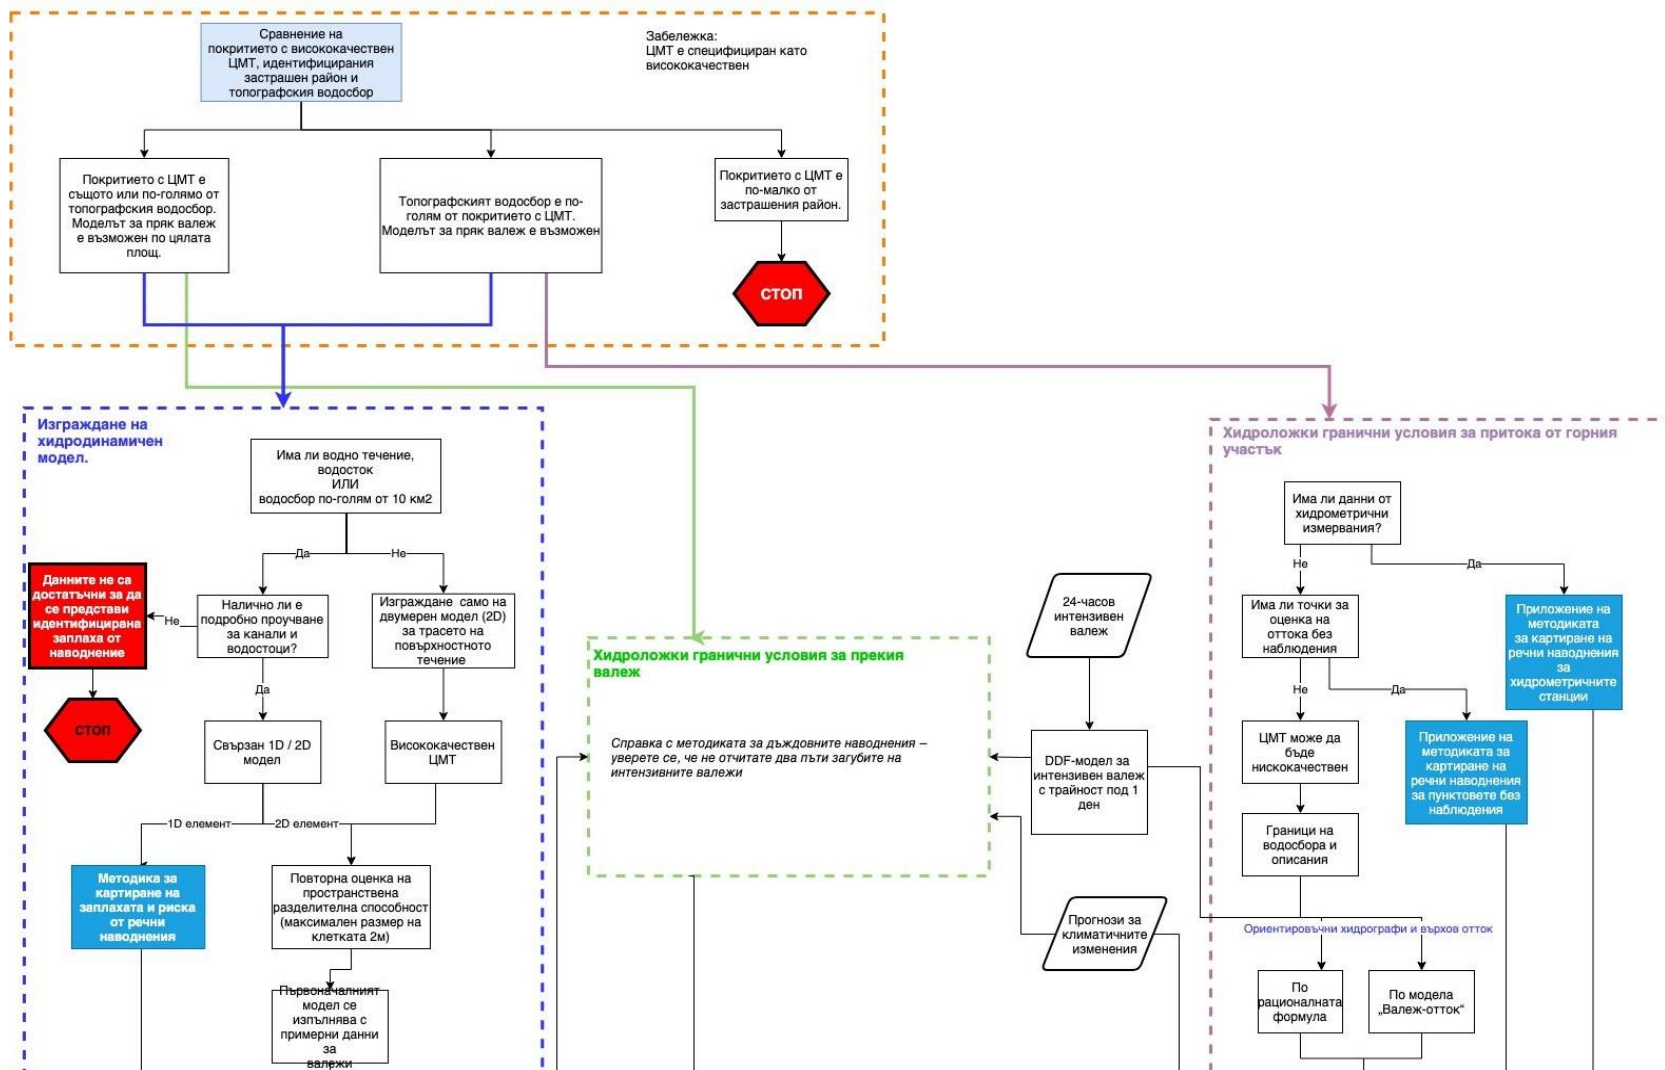 Сравнение на
покритието с висококачествен
ЦМТ, идентифицирания
застрашен район и
топографския водосбор
Забележка:
ЦМТ е специфициран като
висококачествен
Покритието с ЦМТ е
същото или по-голямо от
топографския водосбор.
Моделът за пряк валеж
е възможен по цялата
площ.
Топографският водосбор е по-
голям от покритието с ЦМТ.
Моделът за пряк валеж е възможен
Покритието с ЦМТ е
по-малко от
застрашения район.
СТОП
Изграждане на
хидродинамичен
модел.
Има ли водно течение,
водосток
ИЛИ
водосбор по-голям от 10 км2
Да
Не
Данните не са
достатъчни за да
се представи
идентифицирана
заплаха от
наводнение
Не
Налично ли е
подробно проучване
за канали и
водостоци?
Изграждане само на
двумерен модел (2D)
за трасето на
повърхностното
течение
Да
СТОП
Свързан 1D / 2D
модел
Висококачествен
ЦМТ
1D елемент
2D елемент
Методика за
картиране на
заплахата и риска
от речни
наводнения
Повторна оценка на
пространствена
разделителна способност
(максимален размер на
клетката 2м)
Първоначалният
модел се
изпълнява с
примерни данни
за
валежи
Хидроложки гранични условия за прекия
валеж
Справка с методиката за дъждовните наводнения –
уверете се, че не отчитате два пъти загубите на
интензивните валежи
24-часов
интензивен
валеж
DDF-модел за
интензивен валеж
с трайност под 1
ден
Прогнози за
климатичните
изменения
Хидроложки гранични условия за притока от горния
участък
Има ли данни от
хидрометрични
измервания?
Не
Да
Има ли точки за
оценка на
оттока без
наблюдения
Приложение на
методиката
за картиране на
речни наводнения
за
хидрометричните
станции
Не
Да
ЦМТ може да
бъде
нискокачествен
Приложение на
методиката за
картиране на
речни наводнения
за пунктовете без
наблюдения
Граници на
водосбора и
описания
Ориентировъчни хидрографи и върхов отток
По
рационалната
формула
По модела
„Валеж-отток“